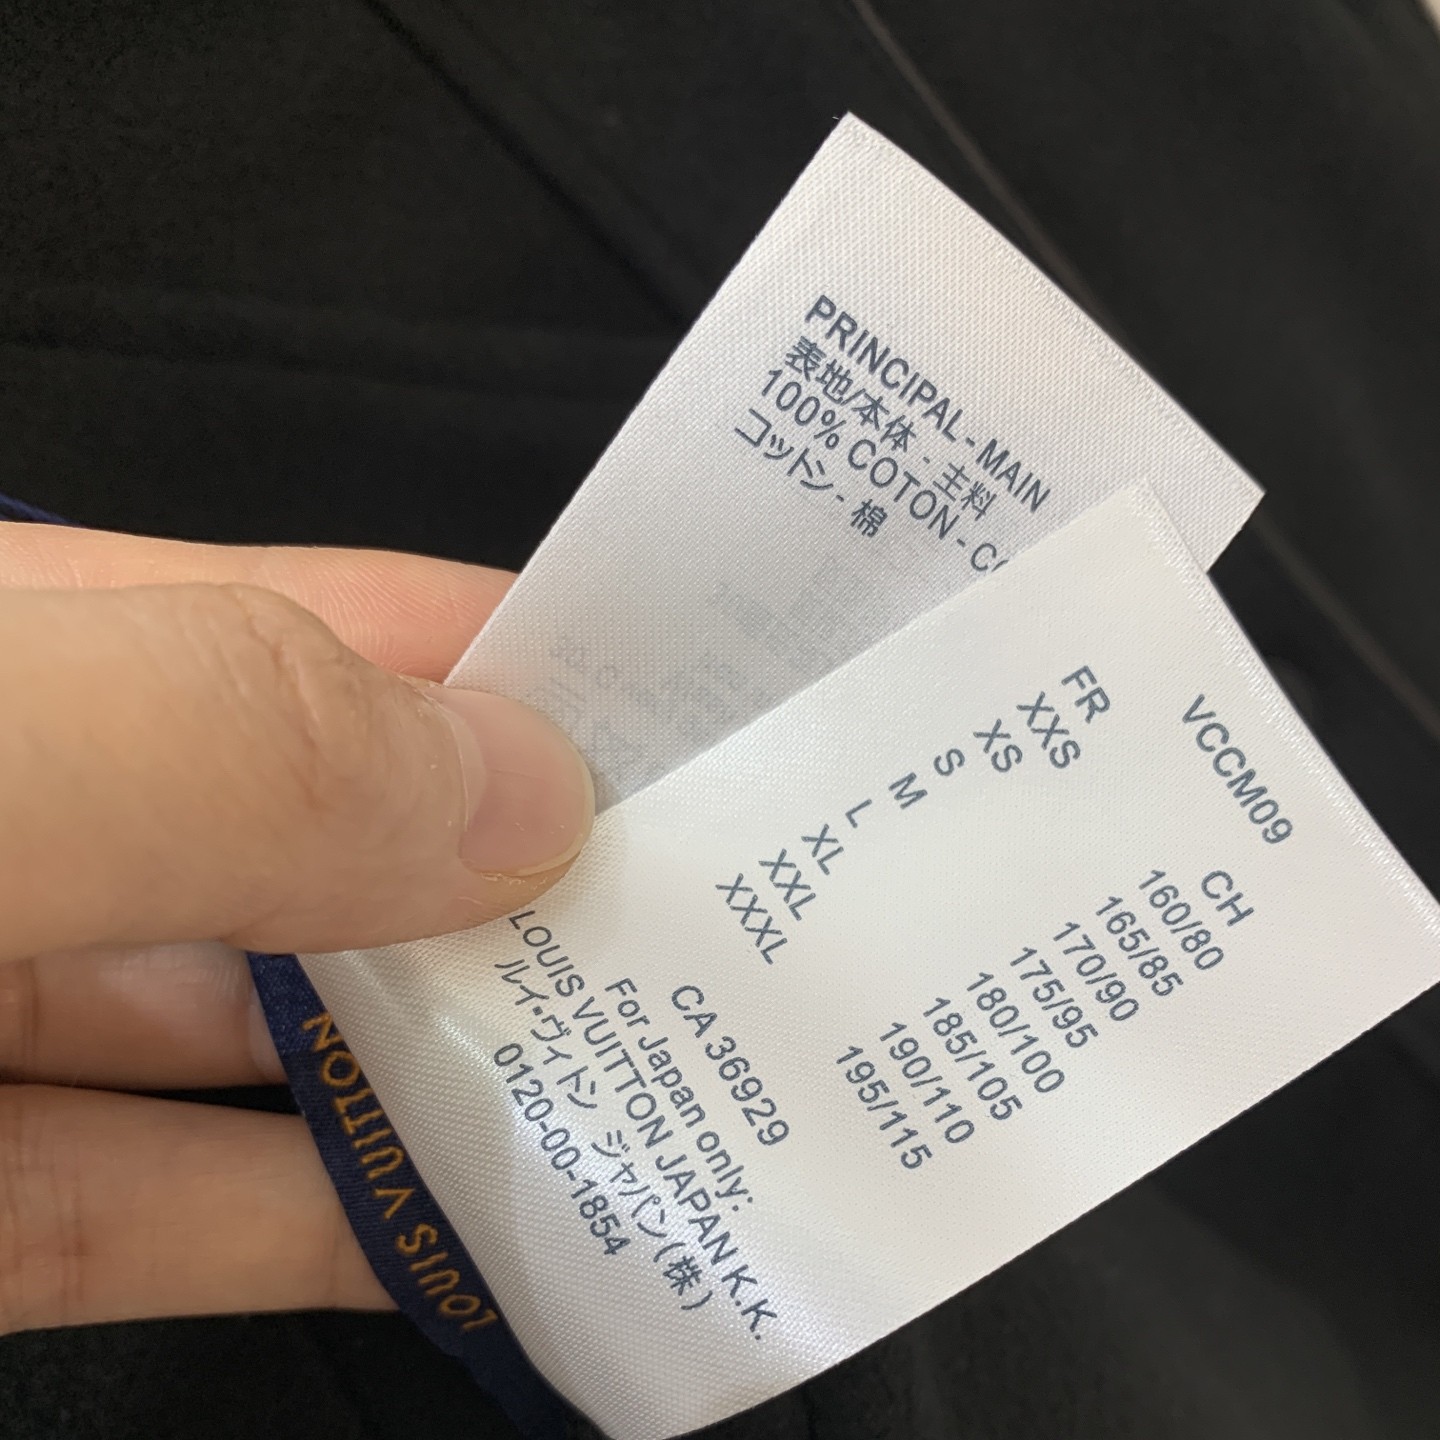 PRINCIPAL - MAIN
表地/本体 - 主料
100% COTON - CO
コットン - 棉
VCCM09
FR CH
XXS 160/80
XS 165/85
S 170/90
M 175/95
L 180/100
XL 185/105
XXL 190/110
XXXL 195/115
CA 36929
For Japan only:
LOUIS VUITTON JAPAN K.K.
ルイ・ヴィトン ジャパン(株)
0120-00-1854
LOUIS VUITTON